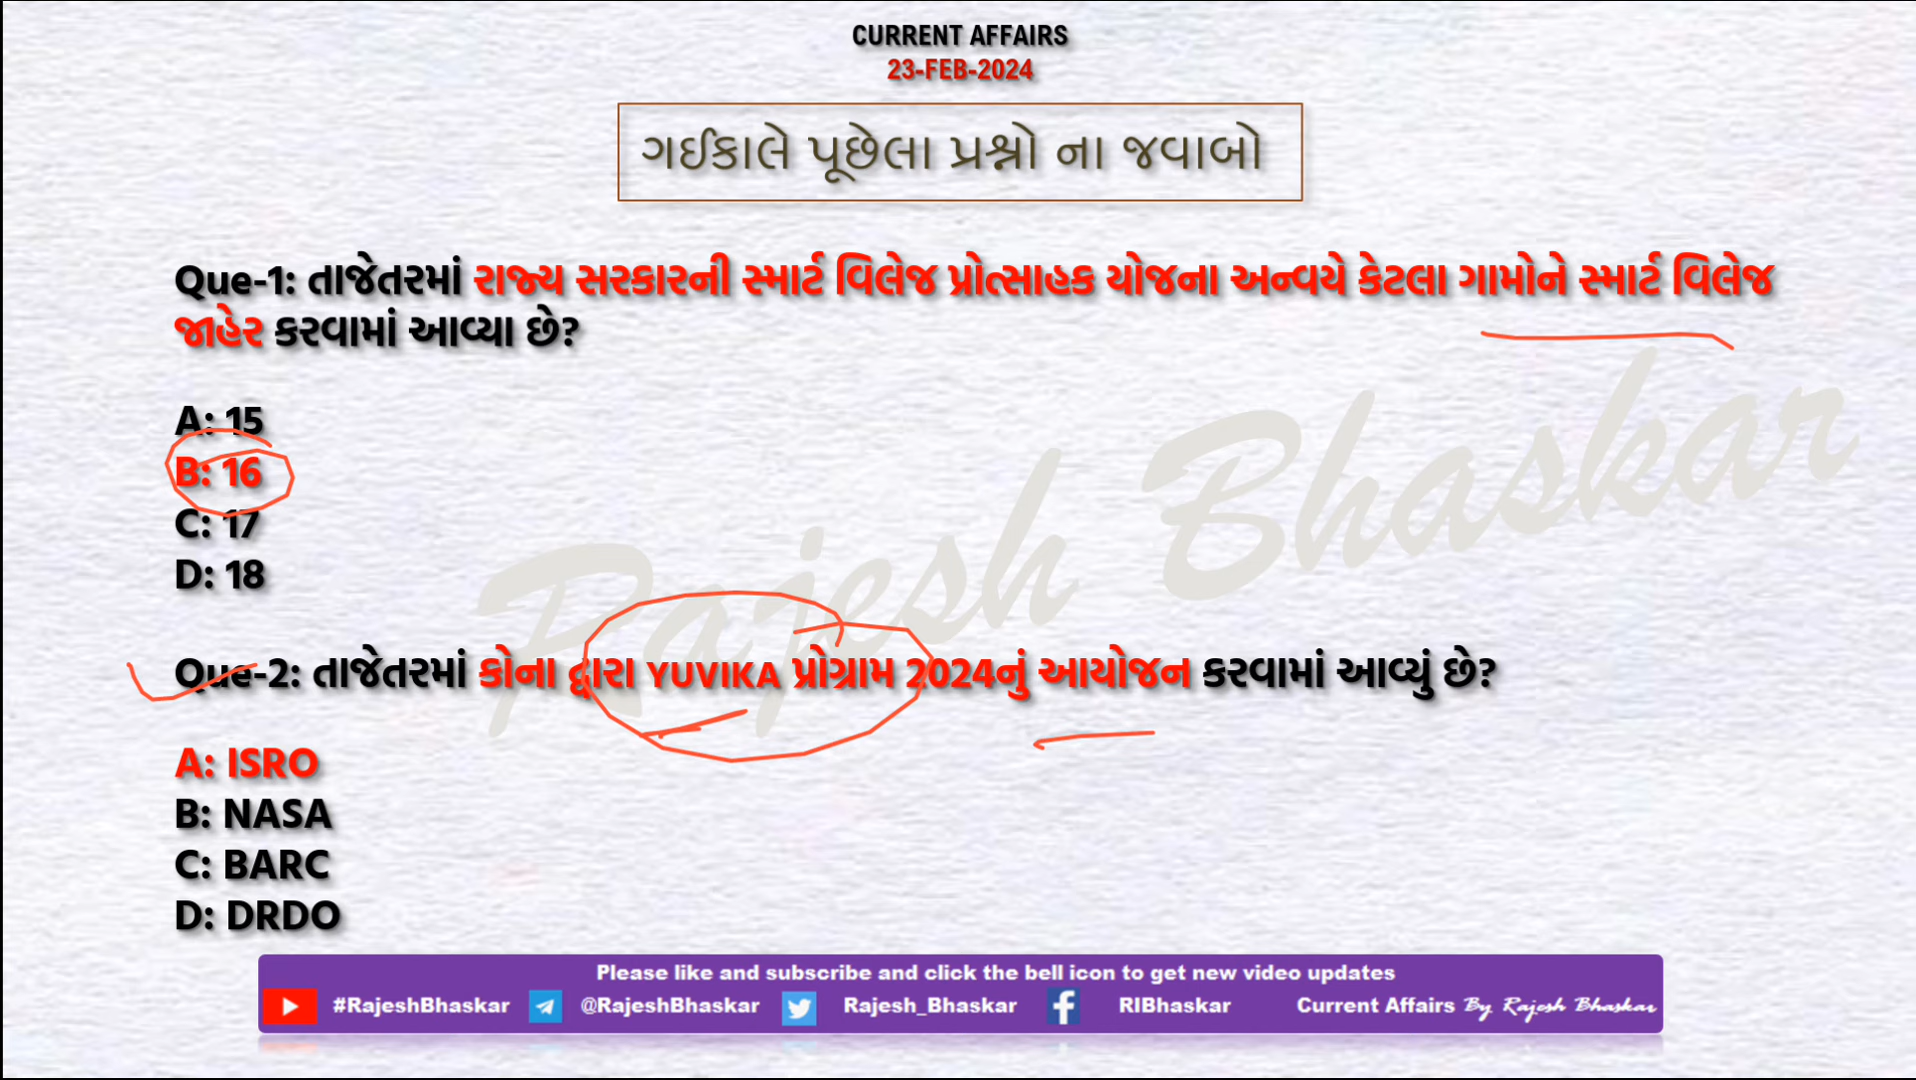 CURRENT AFFAIRS
23-FEB-2024
ગઈકાલે પૂછેલા પ્રશ્નો ના જવાબો
Que-1: તાજેતરમાં રાજ્ય સરકારની સ્માર્ટ વિલેજ પ્રોત્સાહક યોજના અન્વયે કેટલા ગામોને સ્માર્ટ વિલેજ
જાહેર કરવામાં આવ્યા છે?
A: 15
B: 16
C: 17
D: 18
Rajesh Bhaskar
Que-2: તાજેતરમાં કોના દ્વારા YUVIKA પ્રોગ્રામ 2024નું આયોજન કરવામાં આવ્યું છે?
A: ISRO
B: NASA
C: BARC
D: DRDO
Please like and subscribe and click the bell icon to get new video updates
#RajeshBhaskar @RajeshBhaskar Rajesh_Bhaskar RIBhaskar Current Affairs By Rajesh Bhaskar